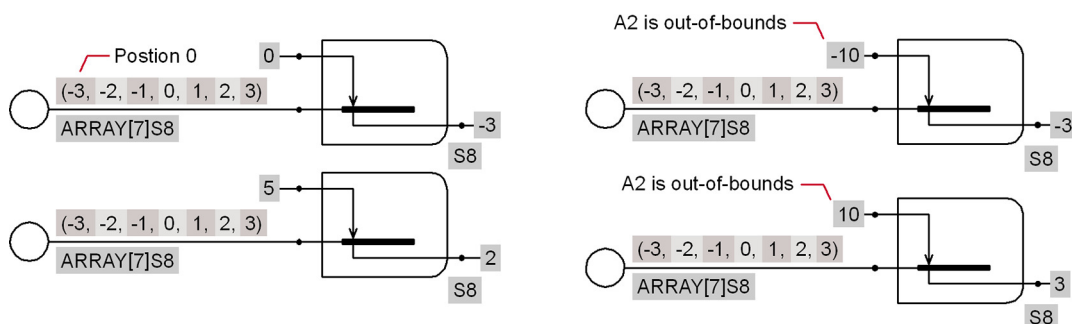 Postion 0
0
(-3, -2, -1, 0, 1, 2, 3)
ARRAY[7]S8
-3
S8
5
(-3, -2, -1, 0, 1, 2, 3)
ARRAY[7]S8
2
S8
A2 is out-of-bounds
-10
(-3, -2, -1, 0, 1, 2, 3)
ARRAY[7]S8
-3
S8
A2 is out-of-bounds
10
(-3, -2, -1, 0, 1, 2, 3)
ARRAY[7]S8
3
S8